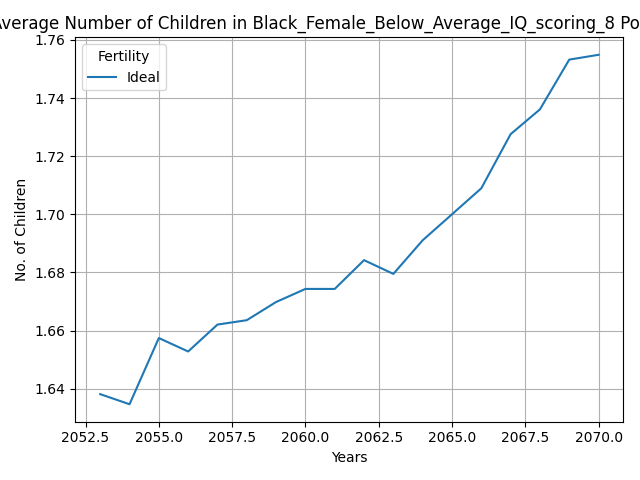 Average Number of Children in Black_Female_Below_Average_IQ_scoring_8 Po
1.76
1.74
1.72
1.70
1.68
1.66
1.64
No. of Children
Fertility
Ideal
2052.5 2055.0 2057.5 2060.0 2062.5 2065.0 2067.5 2070.0
Years